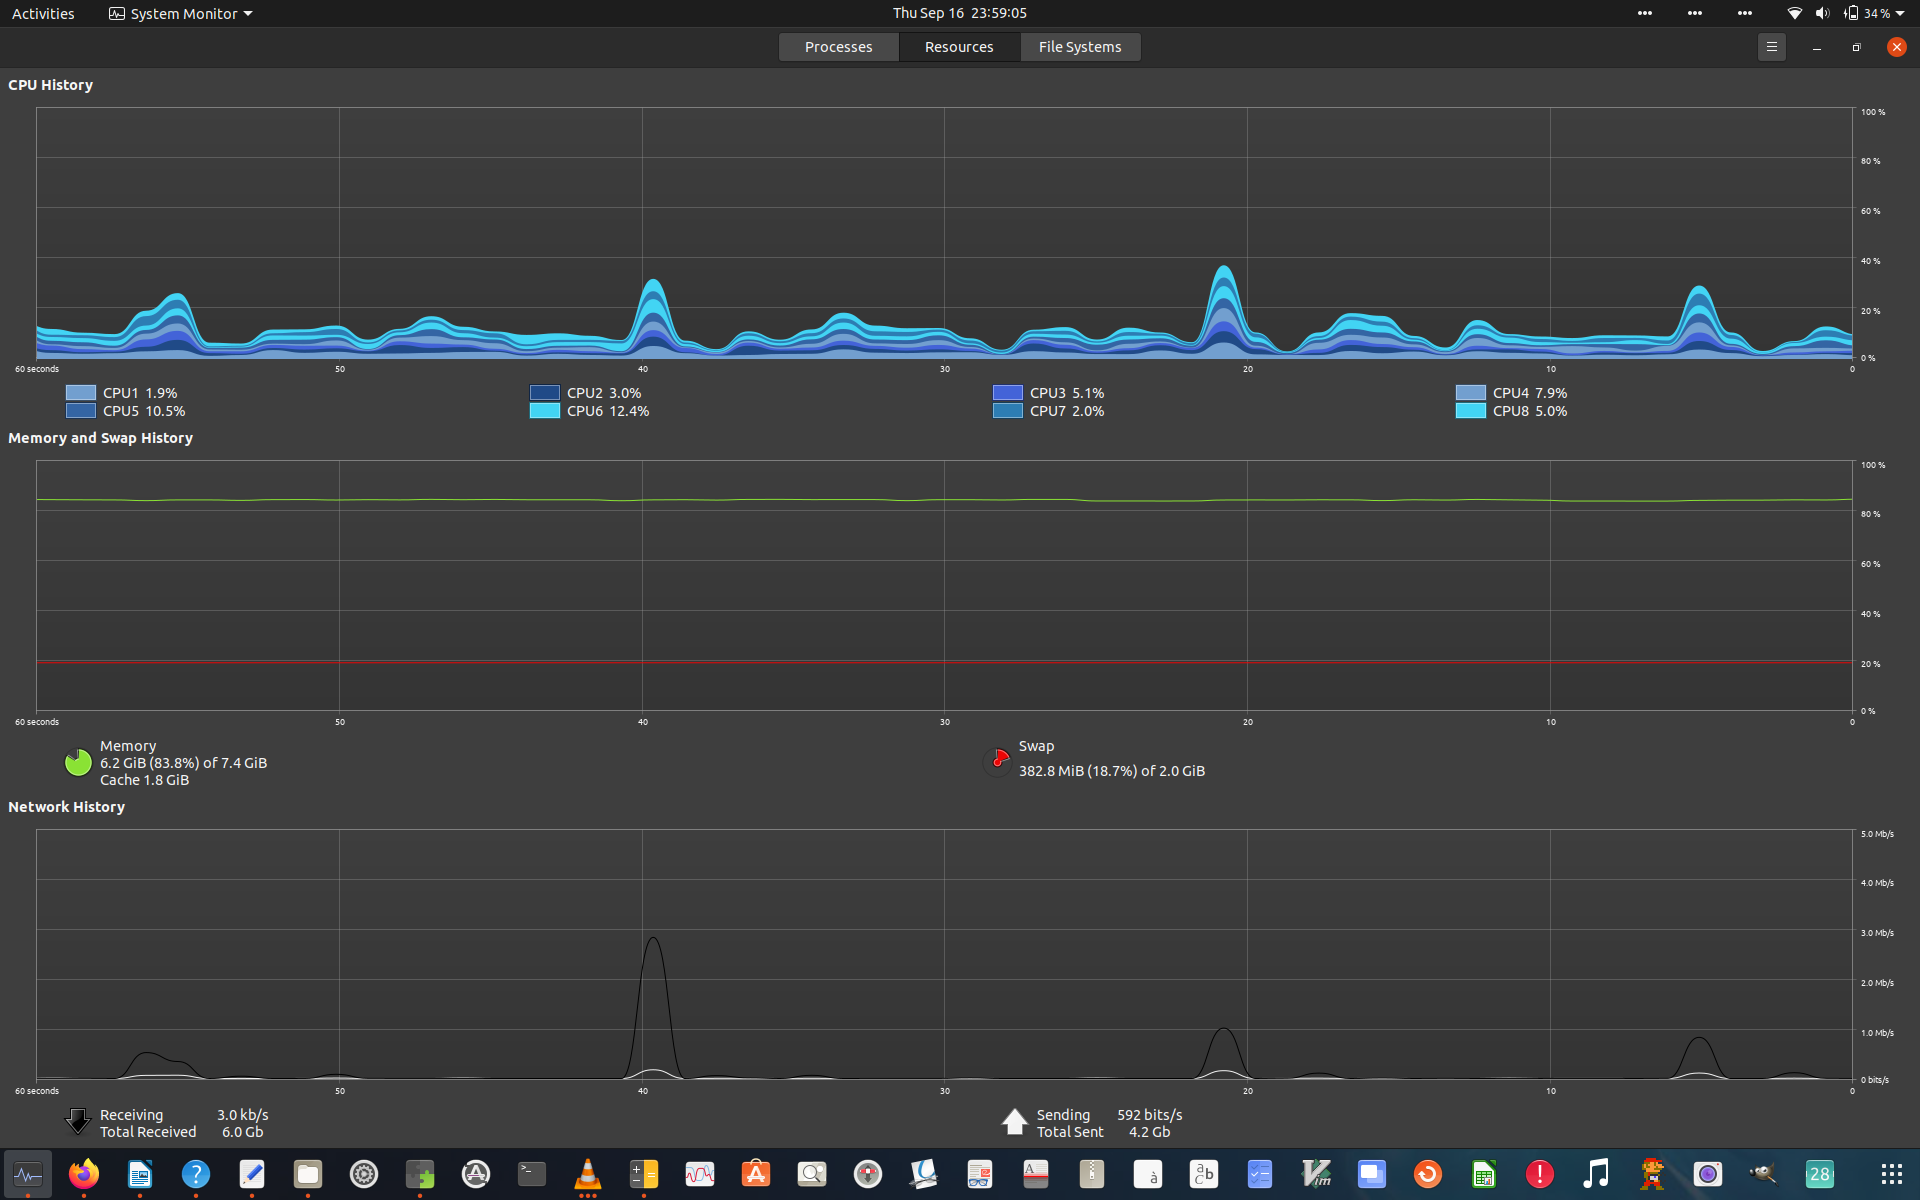 Activities System Monitor Thu Sep 16 23:59:05 34 %
Processes Resources File Systems
CPU History
100 %
80 %
60 %
40 %
20 %
0 %
60 seconds 50 40 30 20 10 0
CPU1 1.9% CPU2 3.0% CPU3 5.1% CPU4 7.9%
CPU5 10.5% CPU6 12.4% CPU7 2.0% CPU8 5.0%
Memory and Swap History
100 %
80 %
60 %
40 %
20 %
0 %
60 seconds 50 40 30 20 10 0
Memory
6.2 GiB (83.8%) of 7.4 GiB
Cache 1.8 GiB
Swap
382.8 MiB (18.7%) of 2.0 GiB
Network History
5.0 Mb/s
4.0 Mb/s
3.0 Mb/s
2.0 Mb/s
1.0 Mb/s
0 bits/s
60 seconds 50 40 30 20 10 0
Receiving 3.0 kb/s
Total Received 6.0 Gb
Sending 592 bits/s
Total Sent 4.2 Gb
? >_ A à a b c Vim ! 28